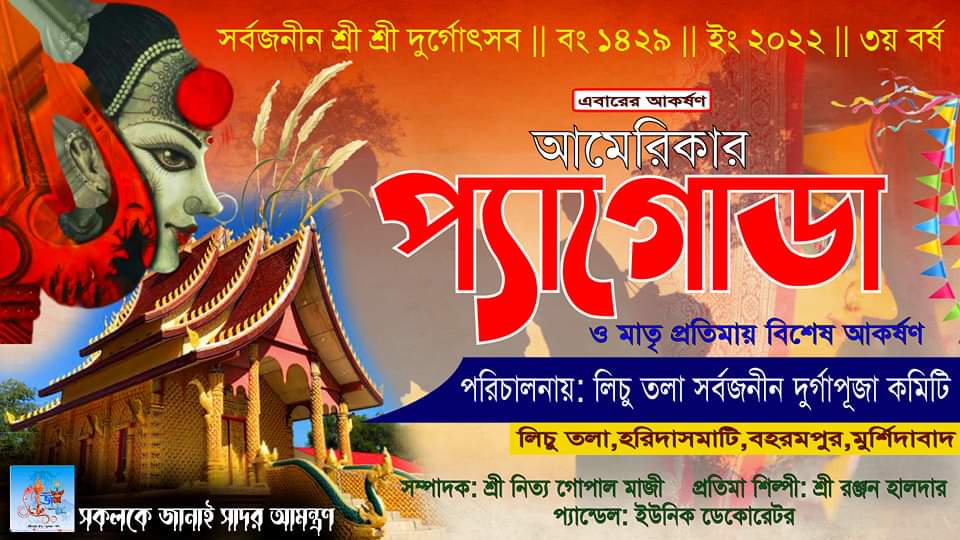 সর্বজনীন শ্রী শ্রী দুর্গোৎসব || বং ১৪২৯ || ইং ২০২২ || ৩য় বর্ষ
এবারের আকর্ষণ
আমেরিকার
প্যাগোডা
ও মাতৃ প্রতিমায় বিশেষ আকর্ষণ
পরিচালনায়: লিচু তলা সর্বজনীন দুর্গাপূজা কমিটি
লিচু তলা,হরিদাসমাটি,বহরমপুর,মুর্শিদাবাদ
সম্পাদক: শ্রী নিত্য গোপাল মাজী প্রতিমা শিল্পী: শ্রী রঞ্জন হালদার
প্যান্ডেল: ইউনিক ডেকোরেটর
সকলকে জানাই সাদর আমন্ত্রণ